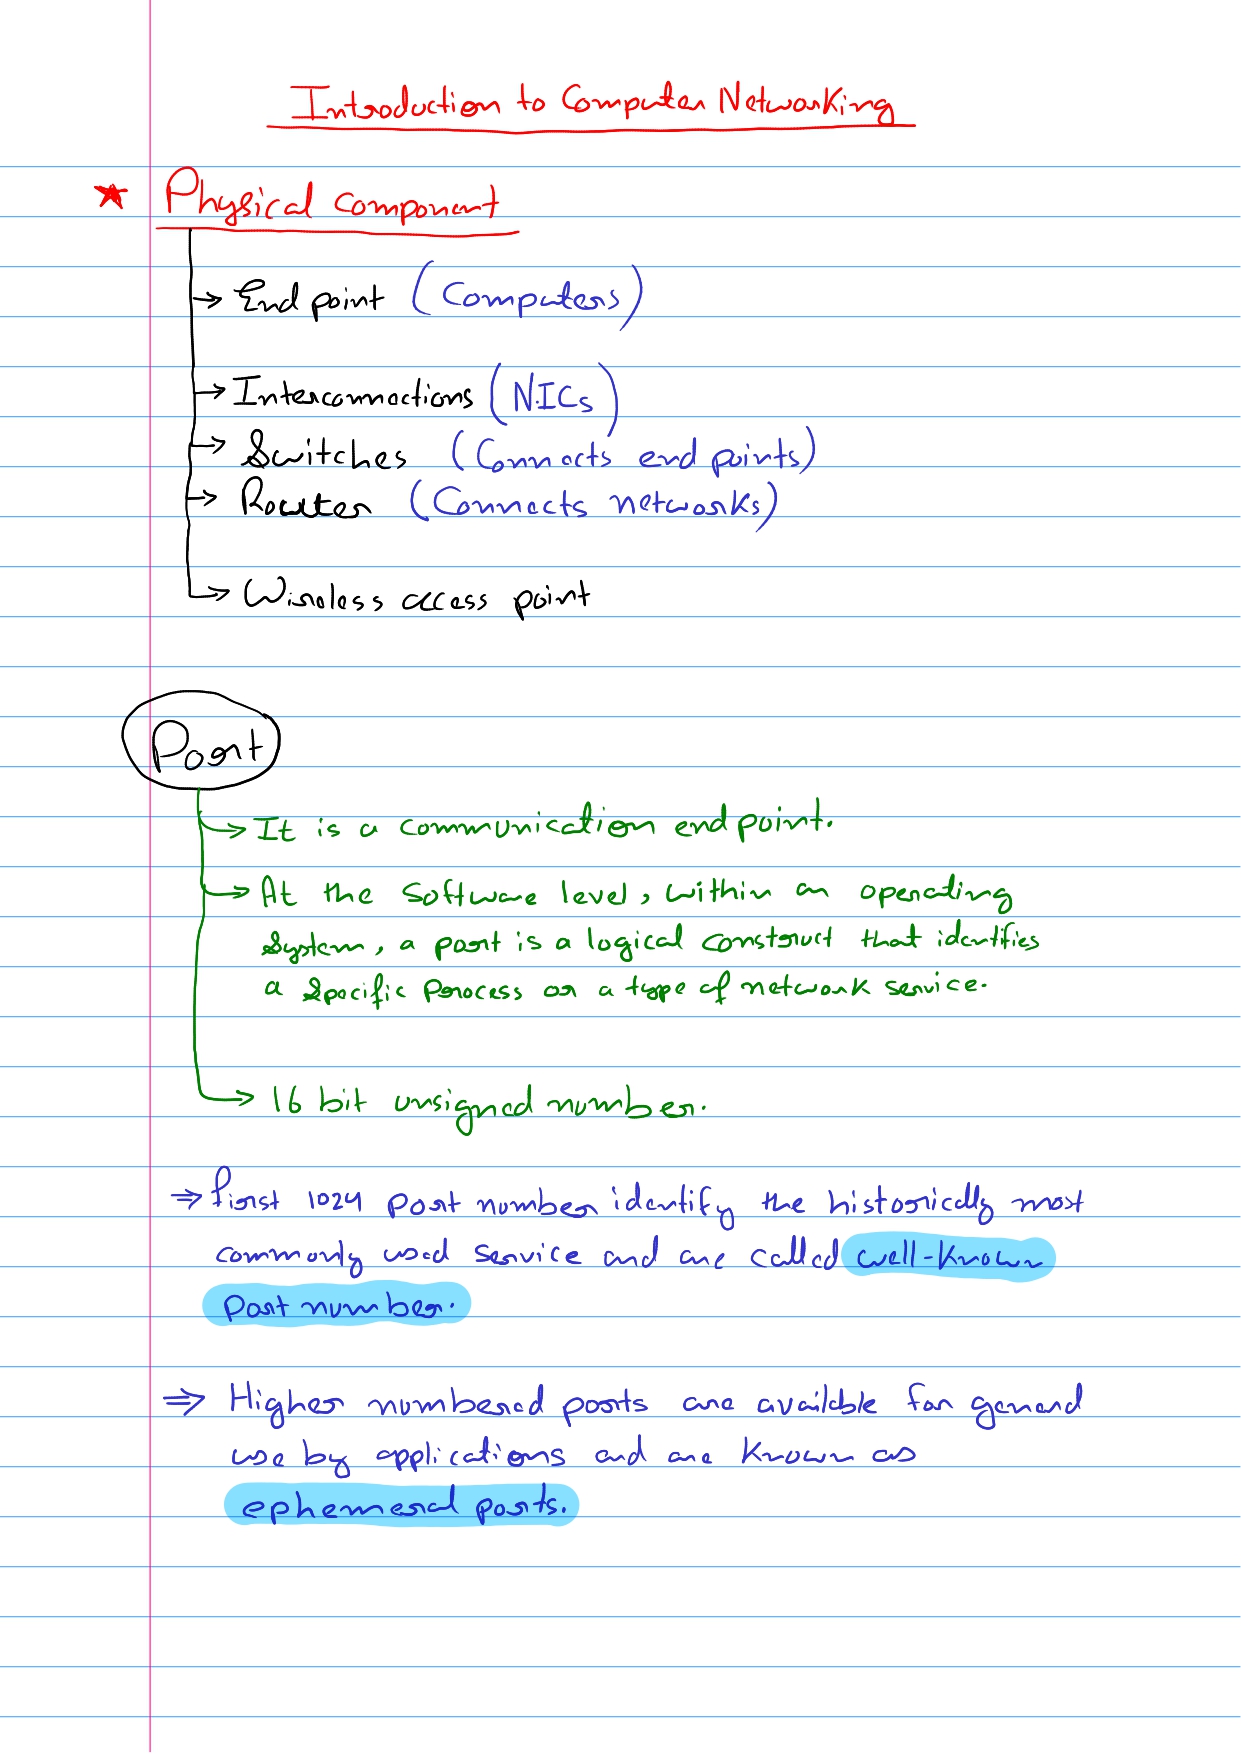 Introduction to Computer Networking
★ Physical component
→ End point (Computers)
→ Interconnections (NICs)
→ Switches (Connects end points)
→ Router (Connects networks)
→ Wireless access point
Port
→ It is a communication end point.
→ At the software level, within an operating
system, a port is a logical construct that identifies
a specific process or a type of network service.
→ 16 bit unsigned number.
⇒ first 1024 port number identify the historically most
commonly used service and are called well-known
port number.
⇒ Higher numbered ports are available for general
use by applications and are known as
ephemeral ports.